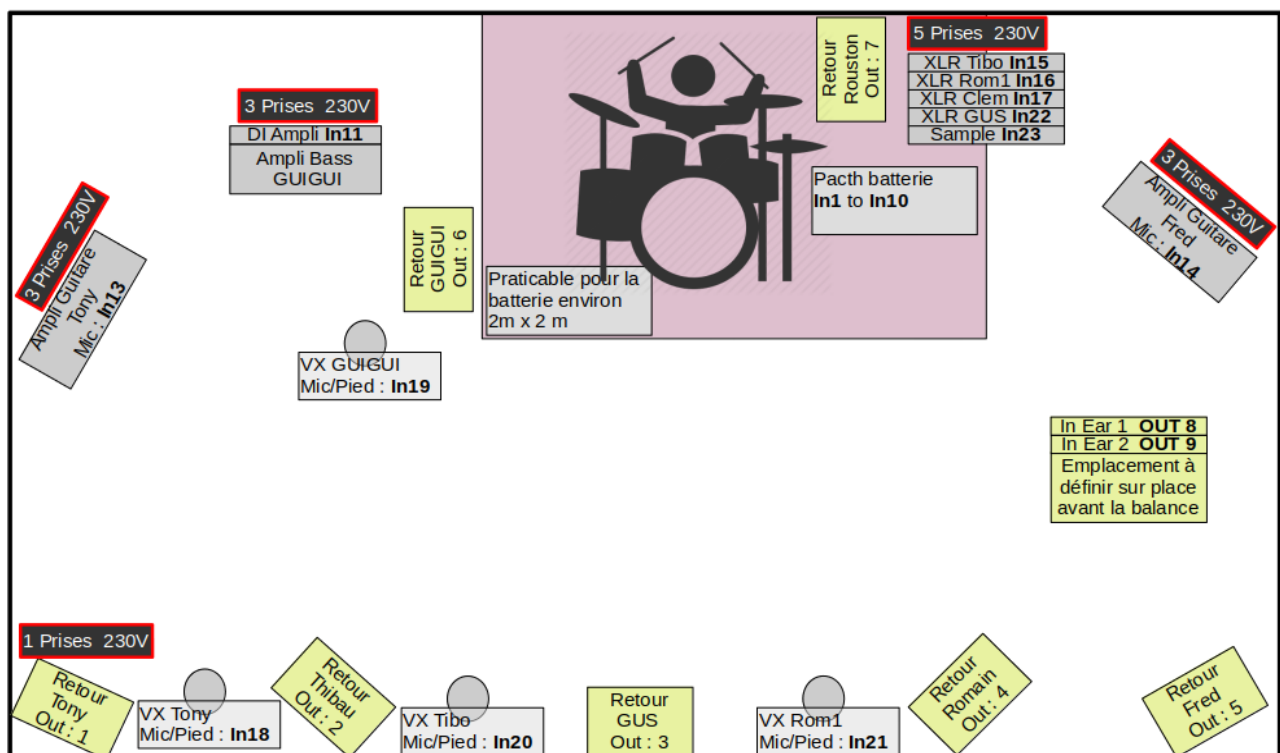 Retour
Rouston
Out : 7
5 Prises 230V
XLR Tibo In15
XLR Rom1 In16
XLR Clem In17
XLR GUS In22
Sample In23
3 Prises 230V
DI Ampli In11
Ampli Bass
GUIGUI
3 Prises 230V
Ampli Guitare
Tony
Mic : In13
Retour
GUIGUI
Out : 6
Pacth batterie
In1 to In10
3 Prises 230V
Ampli Guitare
Fred
Mic : In14
Praticable pour la
batterie environ
2m x 2 m
VX GUIGUI
Mic/Pied : In19
In Ear 1 OUT 8
In Ear 2 OUT 9
Emplacement à
définir sur place
avant la balance
1 Prises 230V
Retour
Tony
Out : 1
VX Tony
Mic/Pied : In18
Retour
Thibau
Out : 2
VX Tibo
Mic/Pied : In20
Retour
GUS
Out : 3
VX Rom1
Mic/Pied : In21
Retour
Romain
Out : 4
Retour
Fred
Out : 5